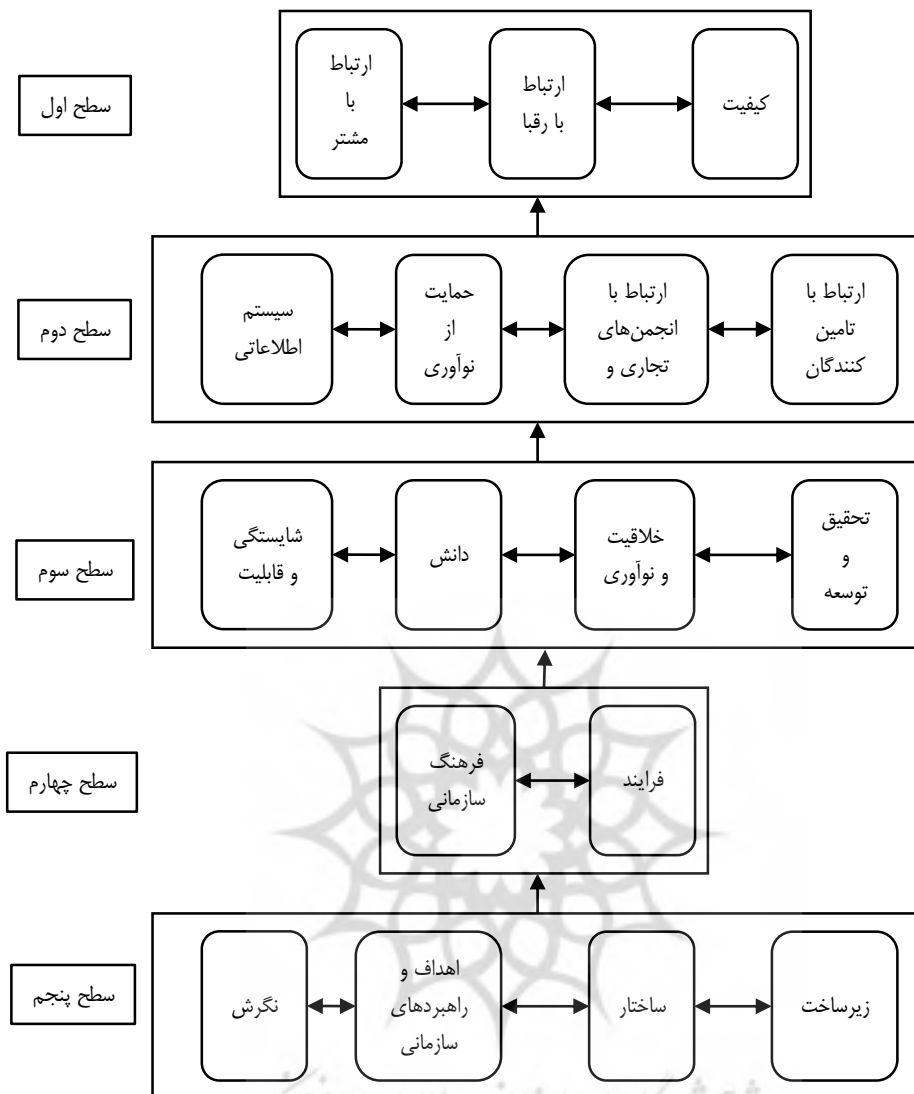 سطح اول
کیفیت
ارتباط
با رقبا
ارتباط
با
مشتر
سطح دوم
ارتباط با
تامین
کنندگان
ارتباط با
انجمن‌های
تجاری و
حمایت
از
نوآوری
سیستم
اطلاعاتی
سطح سوم
تحقیق
و
توسعه
خلاقیت
و نوآوری
دانش
شایستگی
و قابلیت
سطح چهارم
فرایند
فرهنگ
سازمانی
سطح پنجم
زیرساخت
ساختار
اهداف و
راهبردهای
سازمانی
نگرش